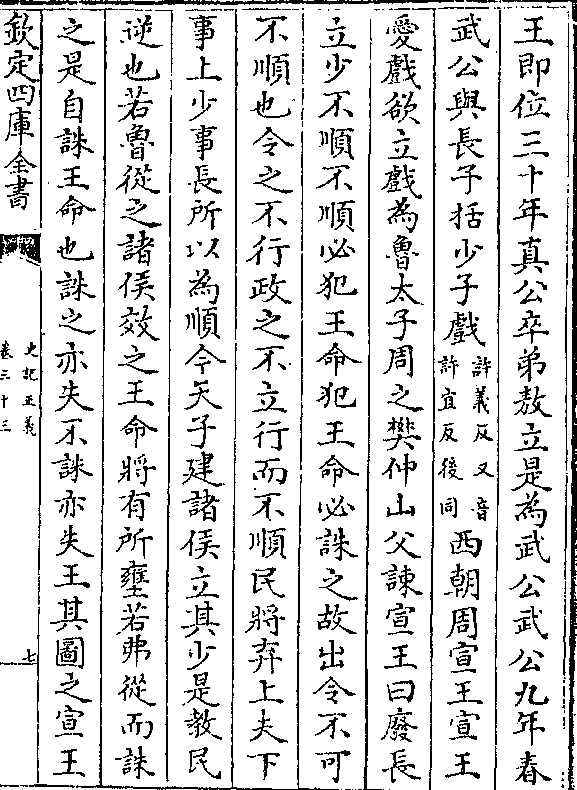 王即位三十年真公卒弟敖立是為武公武公九年春
武公與長子括少子戲許義反又音許宜反後同西朝周宣王宣王
愛戲欲立戲為魯太子周之樊仲山父諫宣王曰廢長
立少不順不順必犯王命犯王命必誅之故出令不可
不順也令之不行政之不立行而不順民將弃上夫下
事上少事長所以為順今天子建諸侯立其少是教民
逆也若魯從之諸侯效之王命將有所壅若弗從而誅
之是自誅王命也誅之亦失不誅亦失王其圖之宣王
欽定四庫全書
史記正義
卷三十三
七